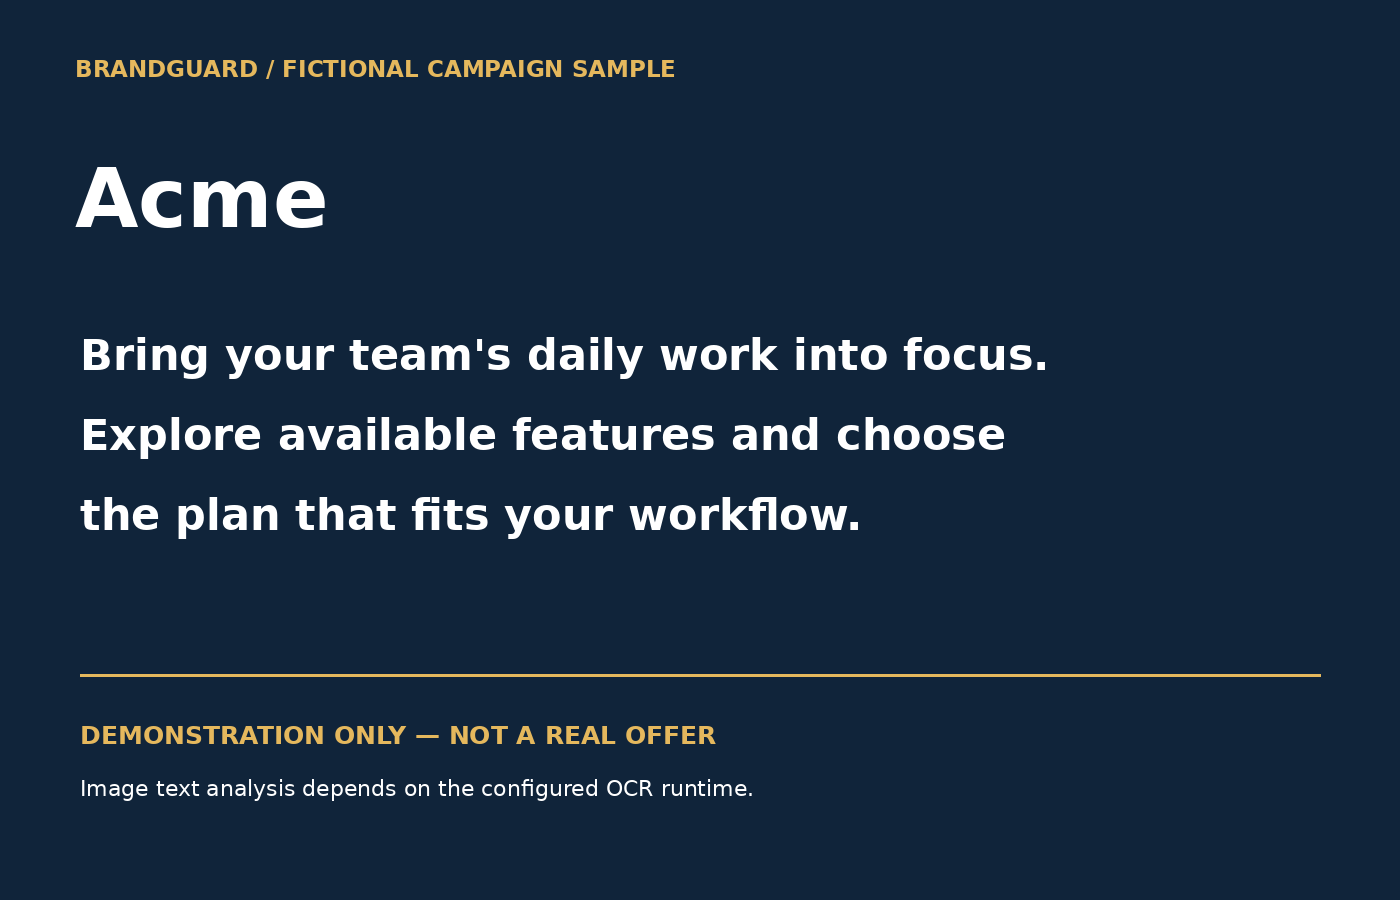 BRANDGUARD / FICTIONAL CAMPAIGN SAMPLE
Acme
Bring your team's daily work into focus.
Explore available features and choose
the plan that fits your workflow.
DEMONSTRATION ONLY — NOT A REAL OFFER
Image text analysis depends on the configured OCR runtime.